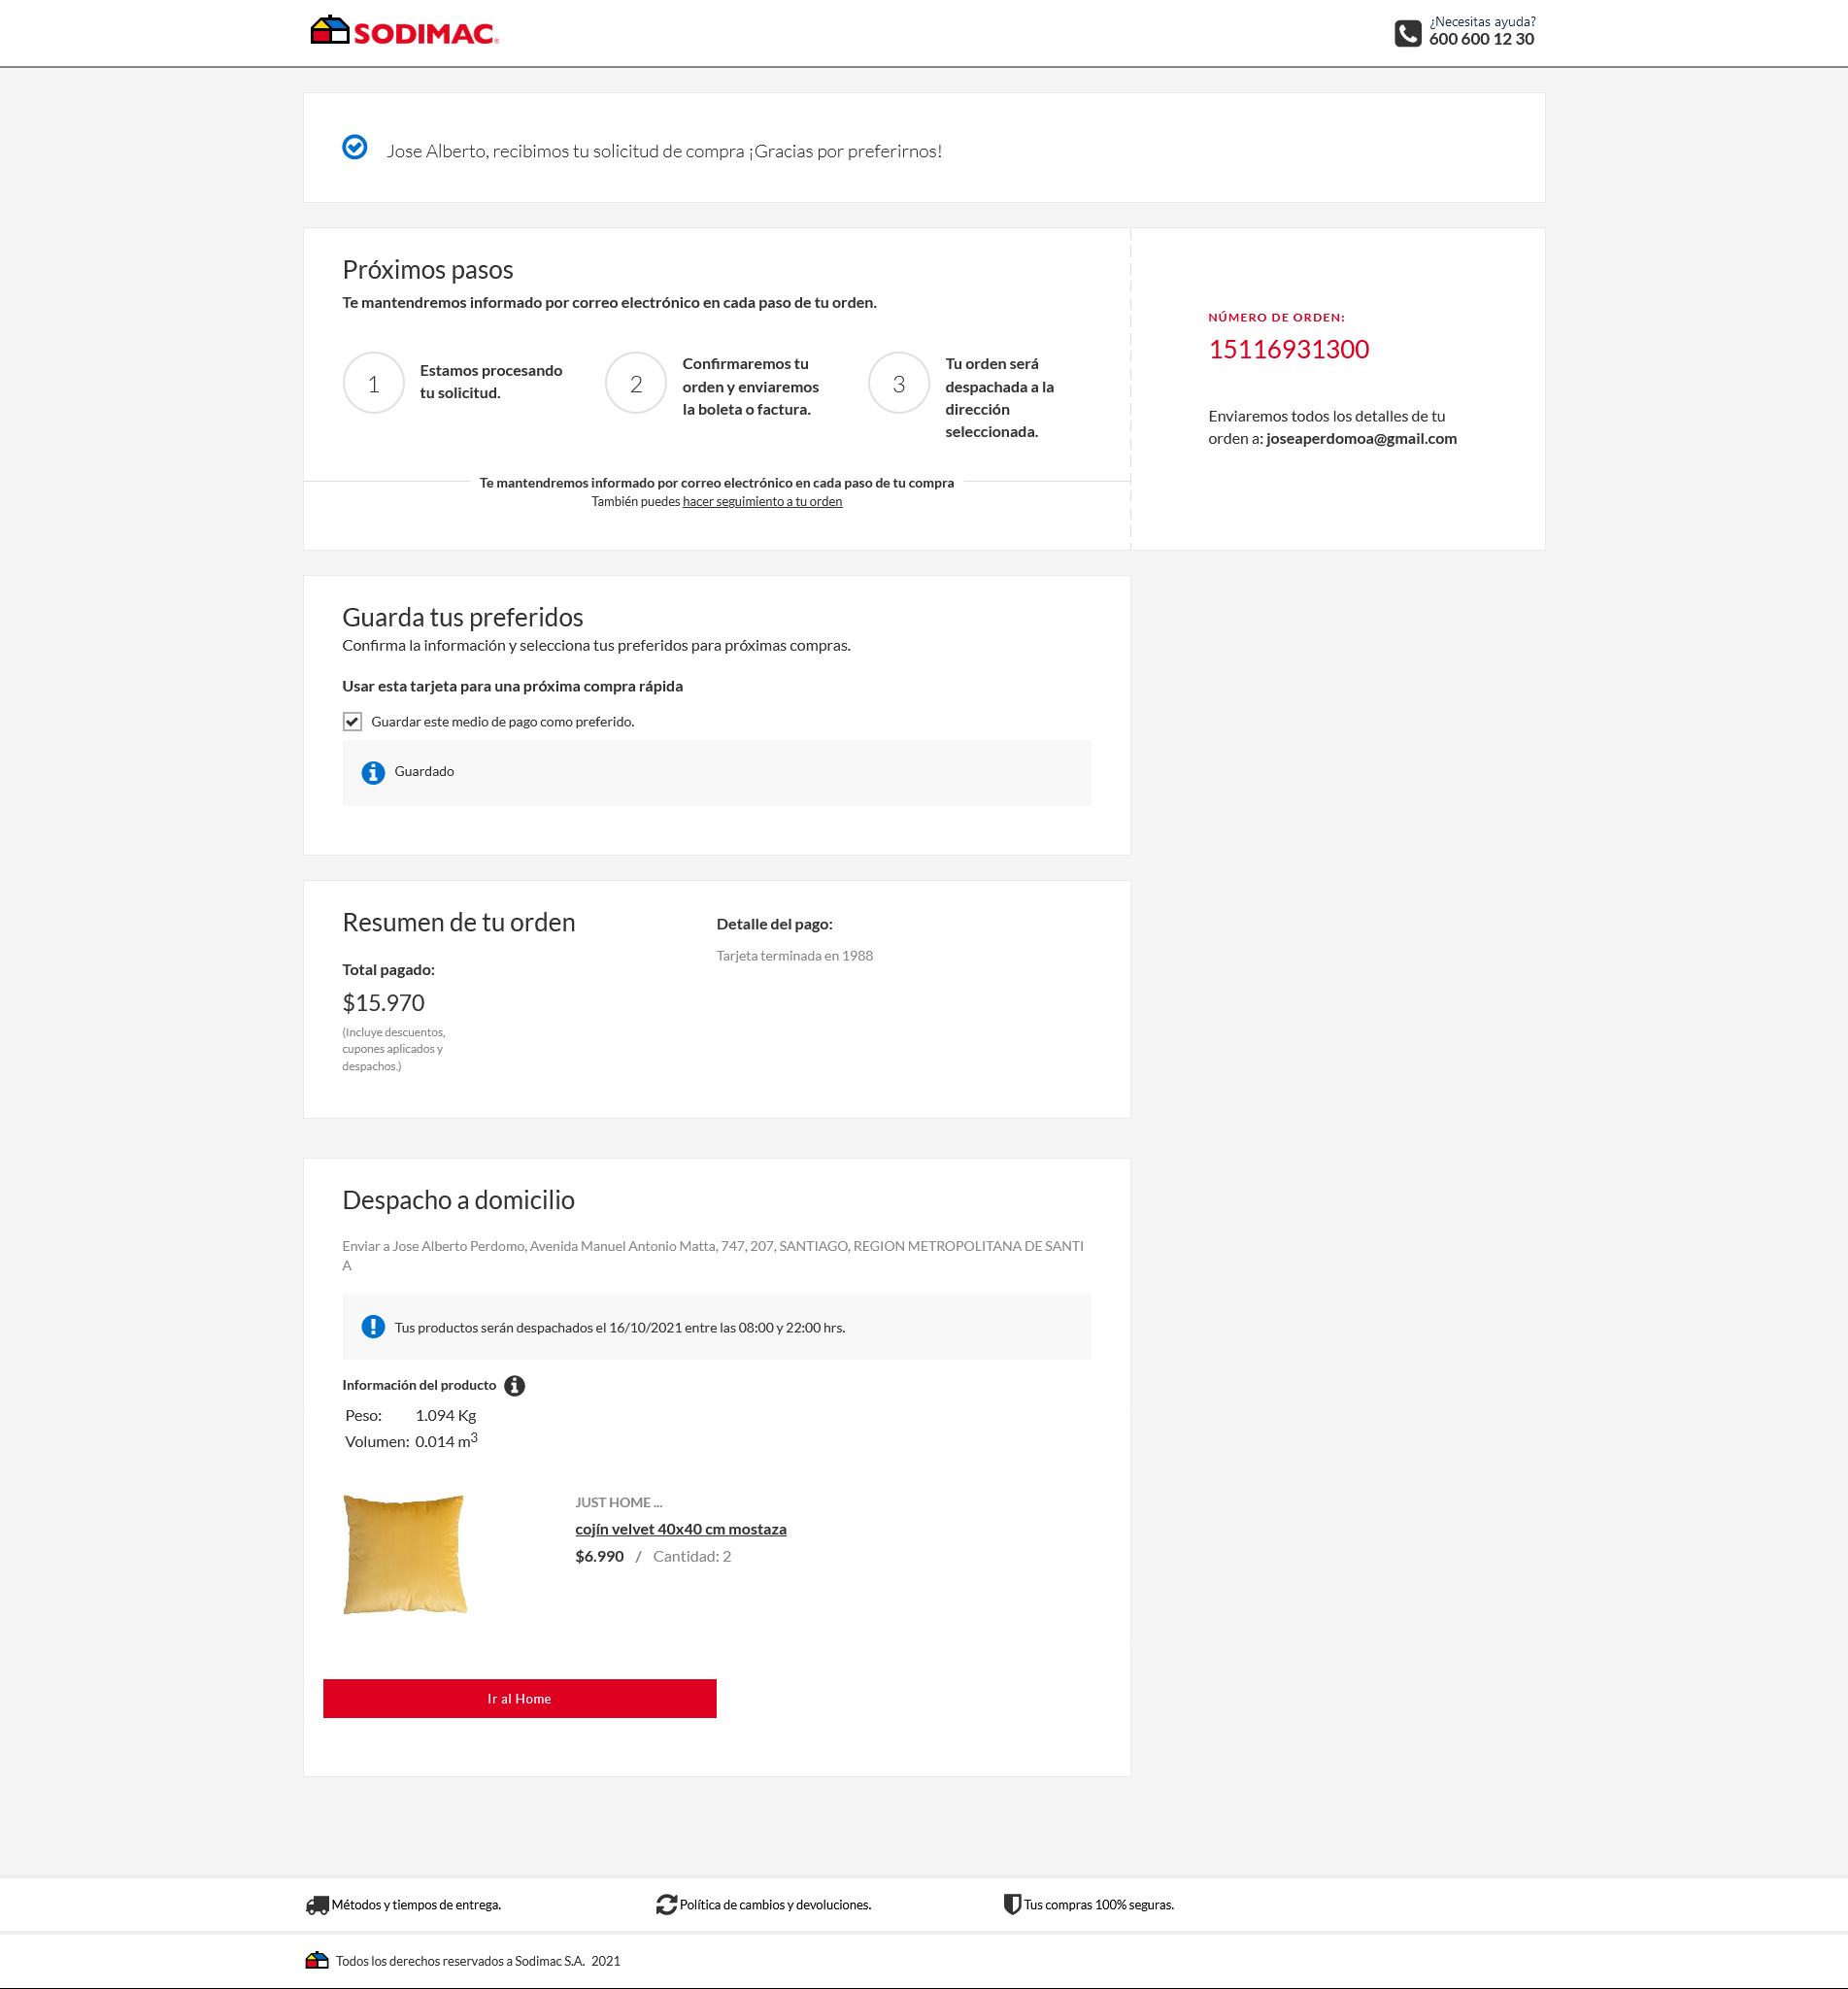 SODIMAC®
¿Necesitas ayuda?
600 600 12 30
Jose Alberto, recibimos tu solicitud de compra ¡Gracias por preferirnos!
Próximos pasos
Te mantendremos informado por correo electrónico en cada paso de tu orden.
1
Estamos procesando
tu solicitud.
2
Confirmaremos tu
orden y enviaremos
la boleta o factura.
3
Tu orden será
despachada a la
dirección
seleccionada.
Te mantendremos informado por correo electrónico en cada paso de tu compra
También puedes hacer seguimiento a tu orden
NÚMERO DE ORDEN:
15116931300
Enviaremos todos los detalles de tu
orden a: joseaperdomoa@gmail.com
Guarda tus preferidos
Confirma la información y selecciona tus preferidos para próximas compras.
Usar esta tarjeta para una próxima compra rápida
Guardar este medio de pago como preferido.
Guardado
Resumen de tu orden
Total pagado:
$15.970
(Incluye descuentos,
cupones aplicados y
despachos.)
Detalle del pago:
Tarjeta terminada en 1988
Despacho a domicilio
Enviar a Jose Alberto Perdomo, Avenida Manuel Antonio Matta, 747, 207, SANTIAGO, REGION METROPOLITANA DE SANTI
A
Tus productos serán despachados el 16/10/2021 entre las 08:00 y 22:00 hrs.
Información del producto
Peso: 1.094 Kg
Volumen: 0.014 m³
JUST HOME ...
cojín velvet 40x40 cm mostaza
$6.990 / Cantidad: 2
Ir al Home
Métodos y tiempos de entrega.
Política de cambios y devoluciones.
Tus compras 100% seguras.
Todos los derechos reservados a Sodimac S.A. 2021